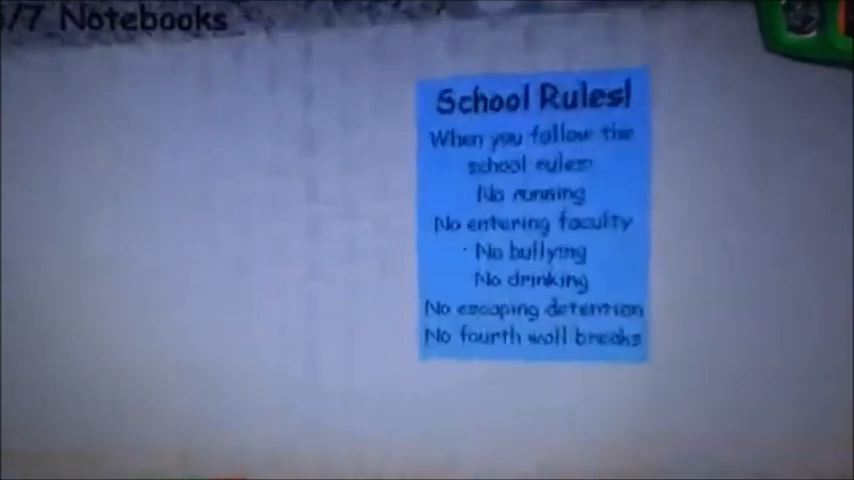 /7 Notebooks
School Rules!
When you follow the
school rules:
No running
No entering faculty
No bullying
No drinking
No escaping detention
No fourth wall breaks